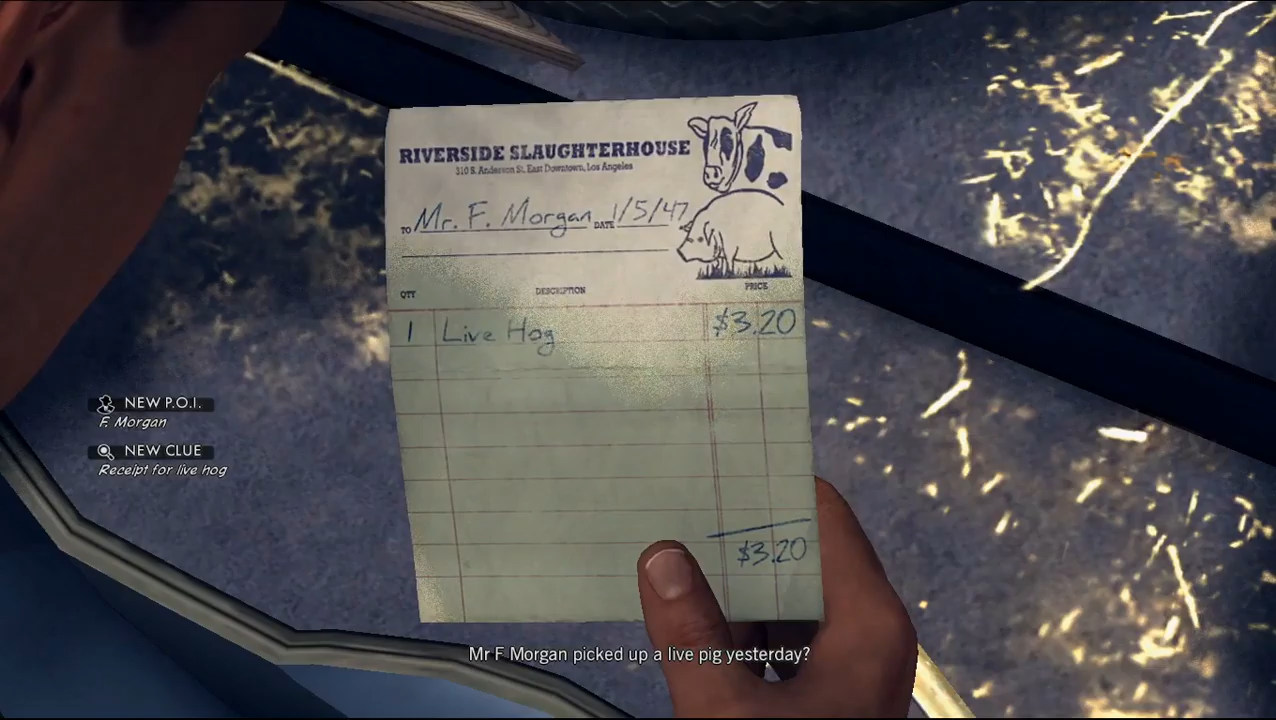 RIVERSIDE SLAUGHTERHOUSE
310 S. Anderson St, East Downtown, Los Angeles
TO Mr. F. Morgan DATE 1/5/47
QTY DESCRIPTION PRICE
1 Live Hog $3.20
$3.20
NEW P.O.I.
F. Morgan
NEW CLUE
Receipt for live hog
Mr F Morgan picked up a live pig yesterday?